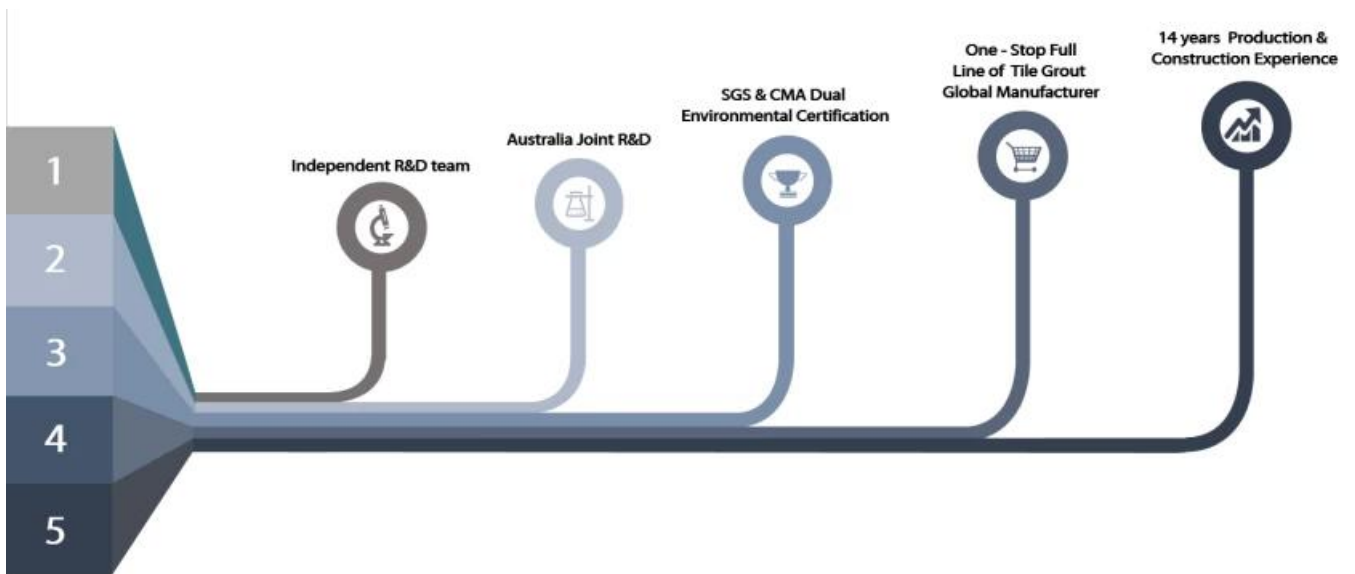 1
2
3
4
5
Independent R&D team
Australia Joint R&D
SGS & CMA Dual
Environmental Certification
One - Stop Full
Line of Tile Grout
Global Manufacturer
14 years Production &
Construction Experience